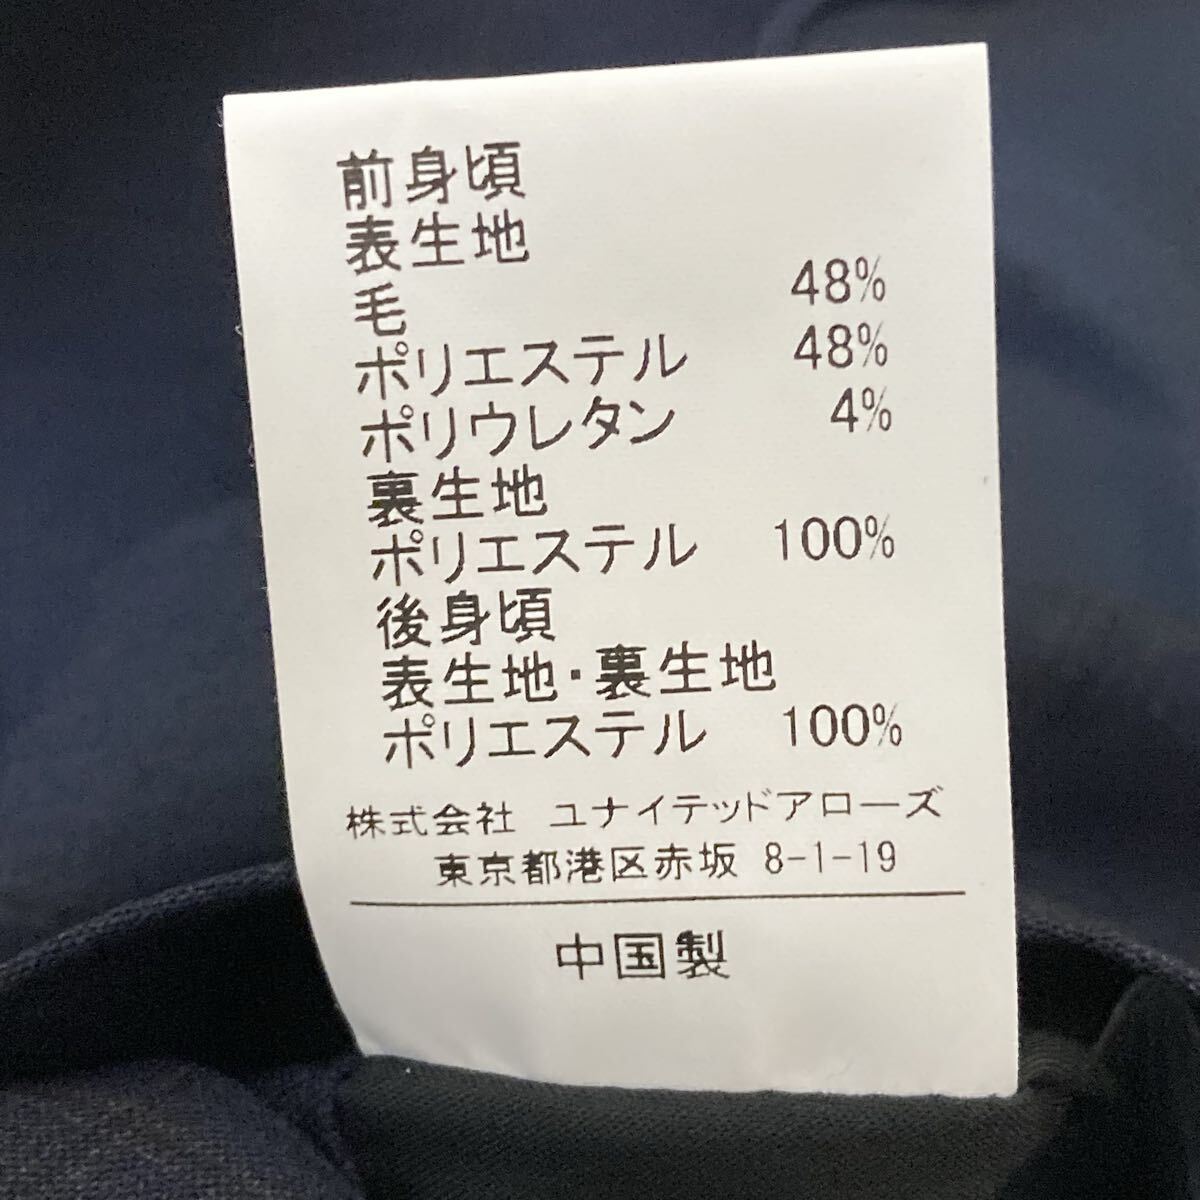 前身頃
表生地
毛 48%
ポリエステル 48%
ポリウレタン 4%
裏生地
ポリエステル 100%
後身頃
表生地・裏生地
ポリエステル 100%
株式会社 ユナイテッドアローズ
東京都港区赤坂 8-1-19
中国製